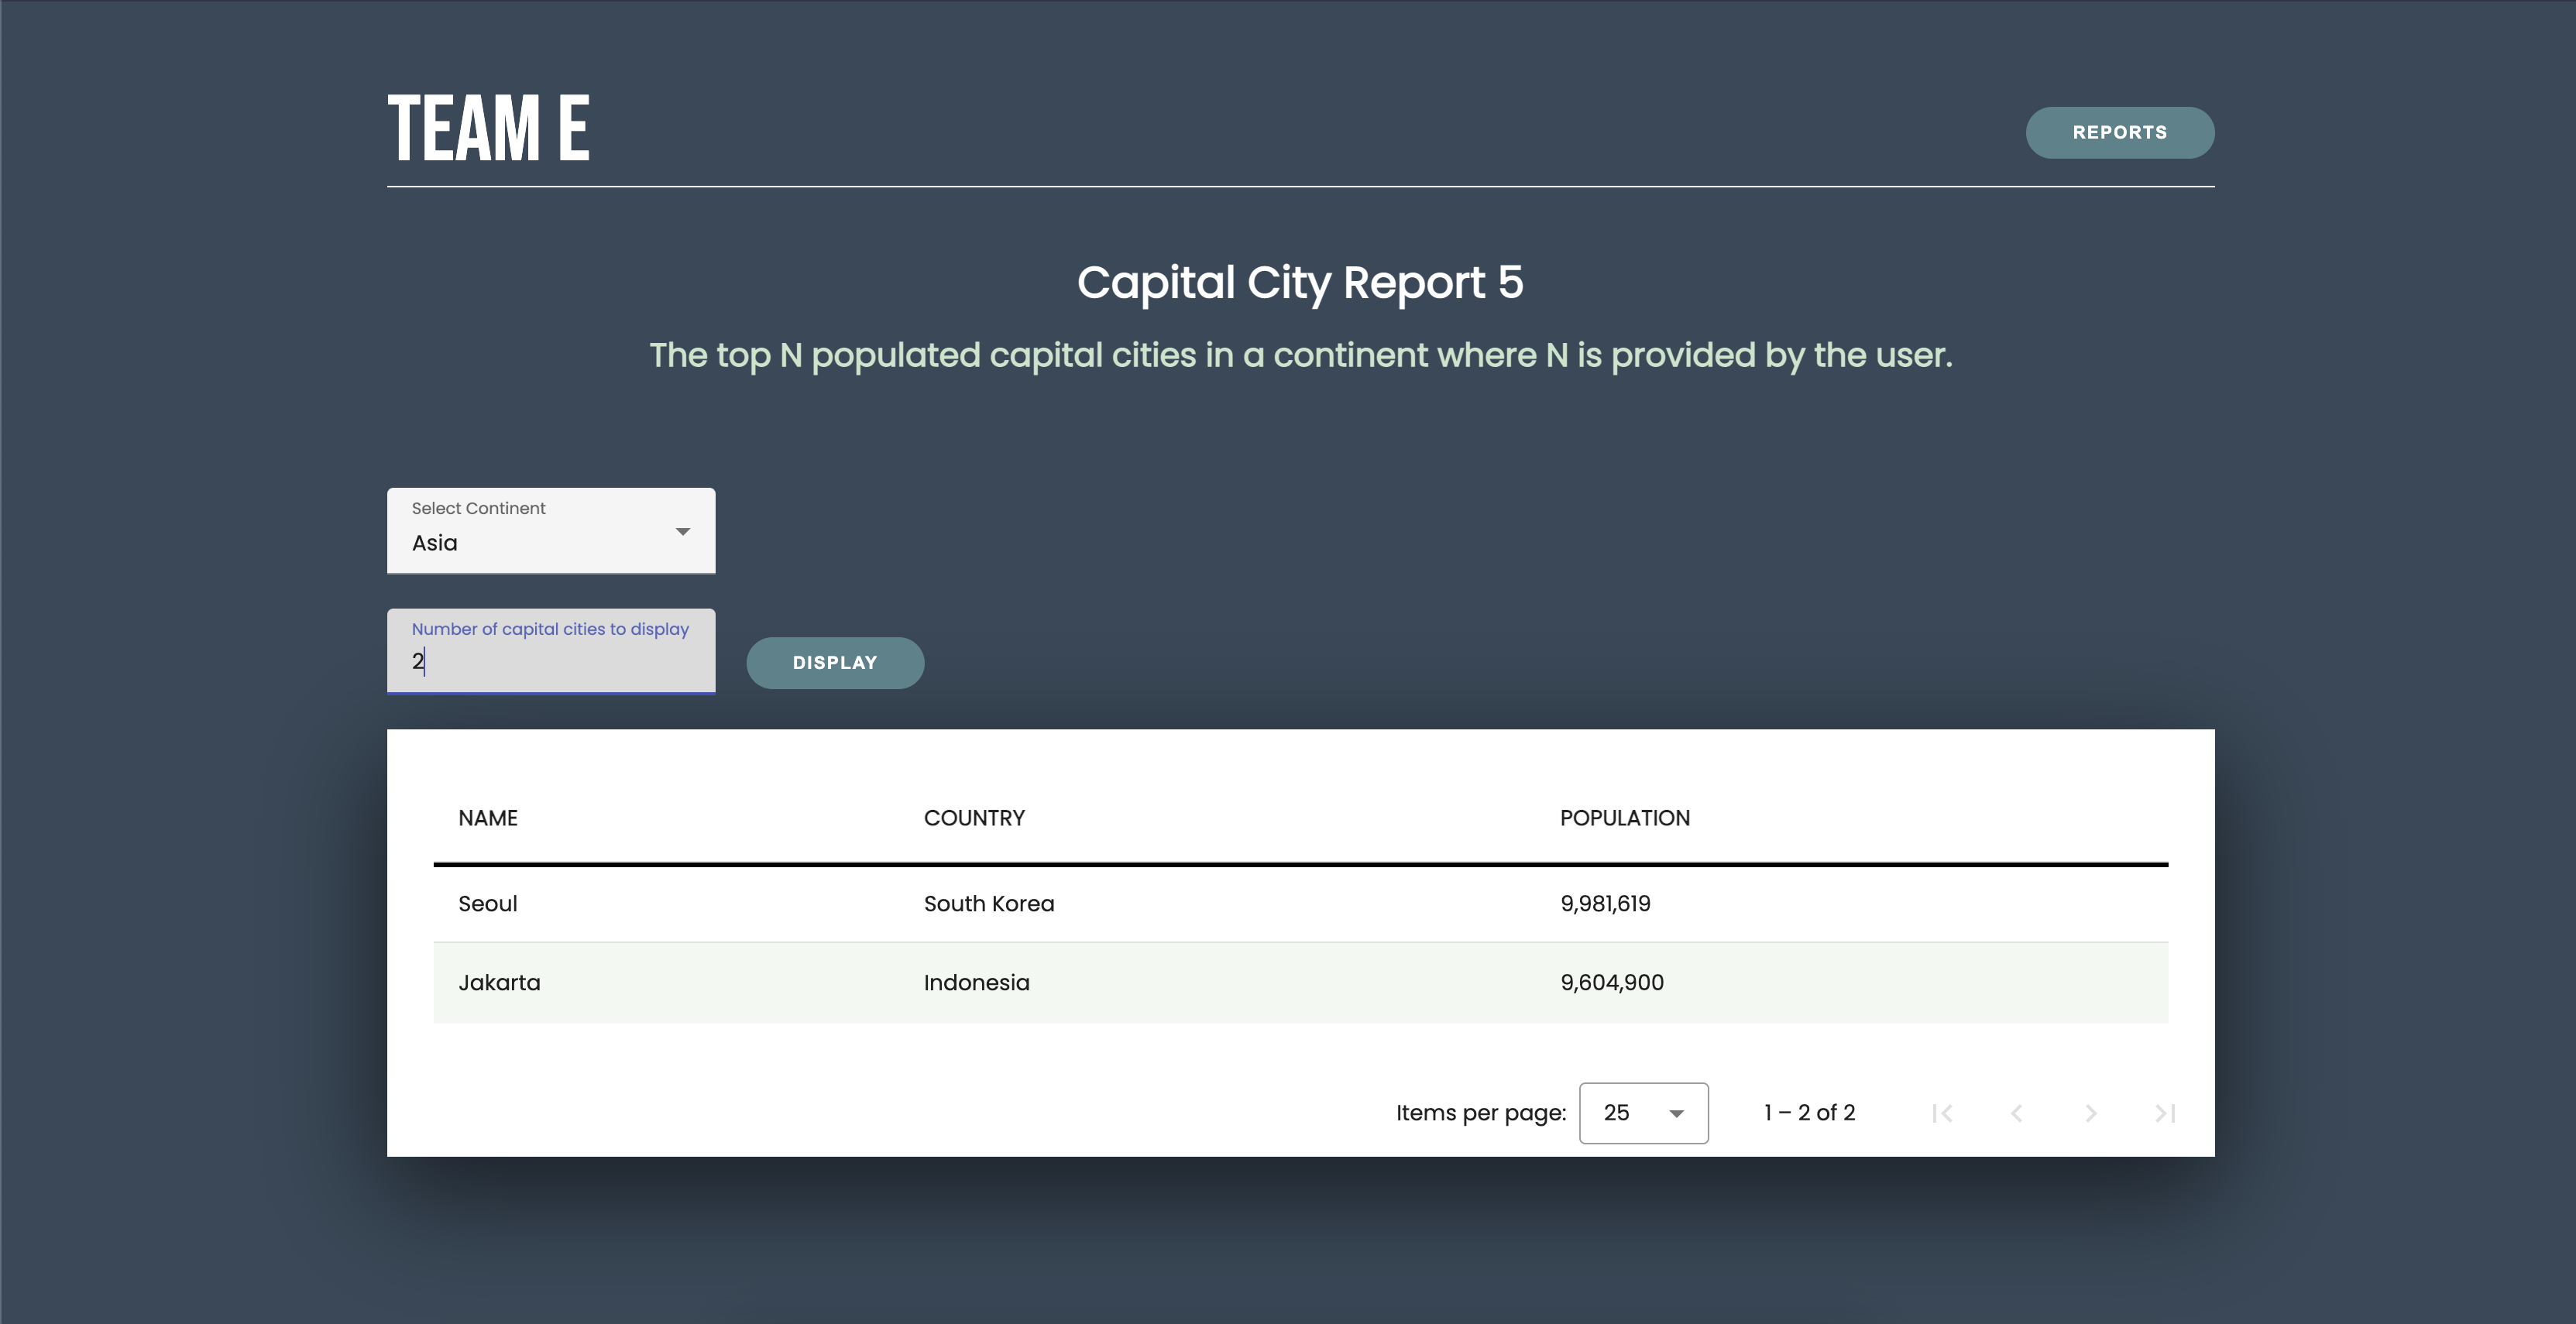 TEAM E
REPORTS
Capital City Report 5
The top N populated capital cities in a continent where N is provided by the user.
Select Continent
Asia
Number of capital cities to display
2
DISPLAY
NAME COUNTRY POPULATION
Seoul South Korea 9,981,619
Jakarta Indonesia 9,604,900
Items per page: 25 1 – 2 of 2